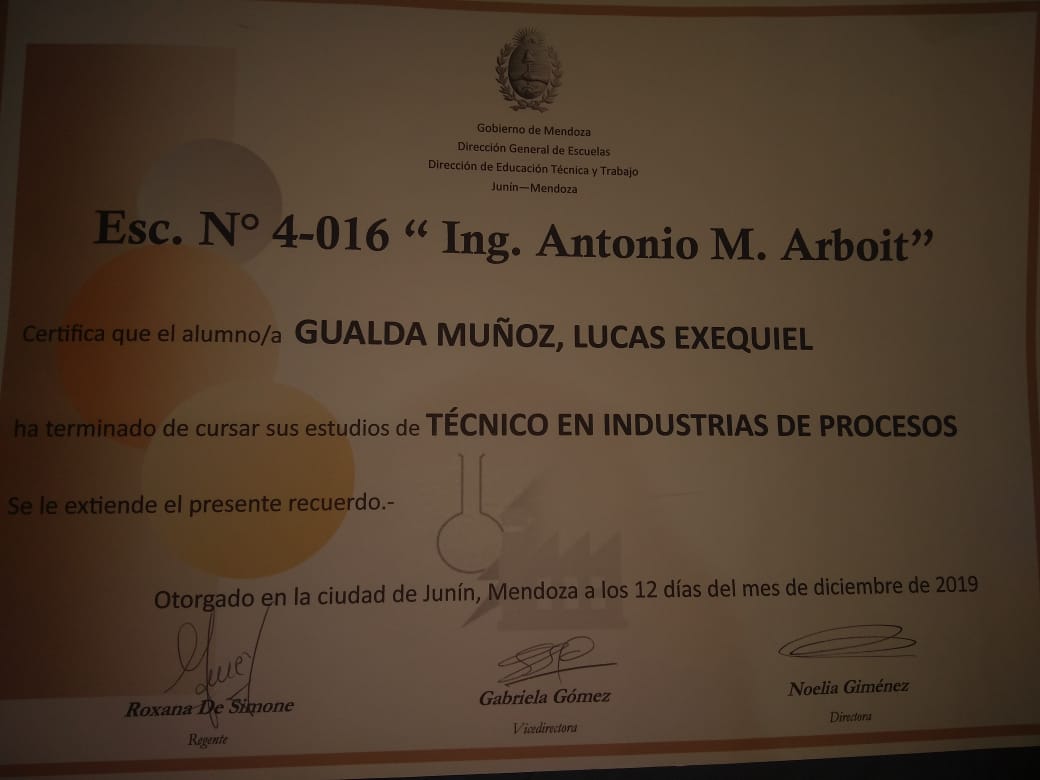 Gobierno de Mendoza
Dirección General de Escuelas
Dirección de Educación Técnica y Trabajo
Junín—Mendoza
Esc. N° 4-016 “ Ing. Antonio M. Arboit”
Certifica que el alumno/a GUALDA MUÑOZ, LUCAS EXEQUIEL
ha terminado de cursar sus estudios de TÉCNICO EN INDUSTRIAS DE PROCESOS
Se le extiende el presente recuerdo.-
Otorgado en la ciudad de Junín, Mendoza a los 12 días del mes de diciembre de 2019
Roxana De Simone
Regente
Gabriela Gómez
Vicedirectora
Noelia Giménez
Directora